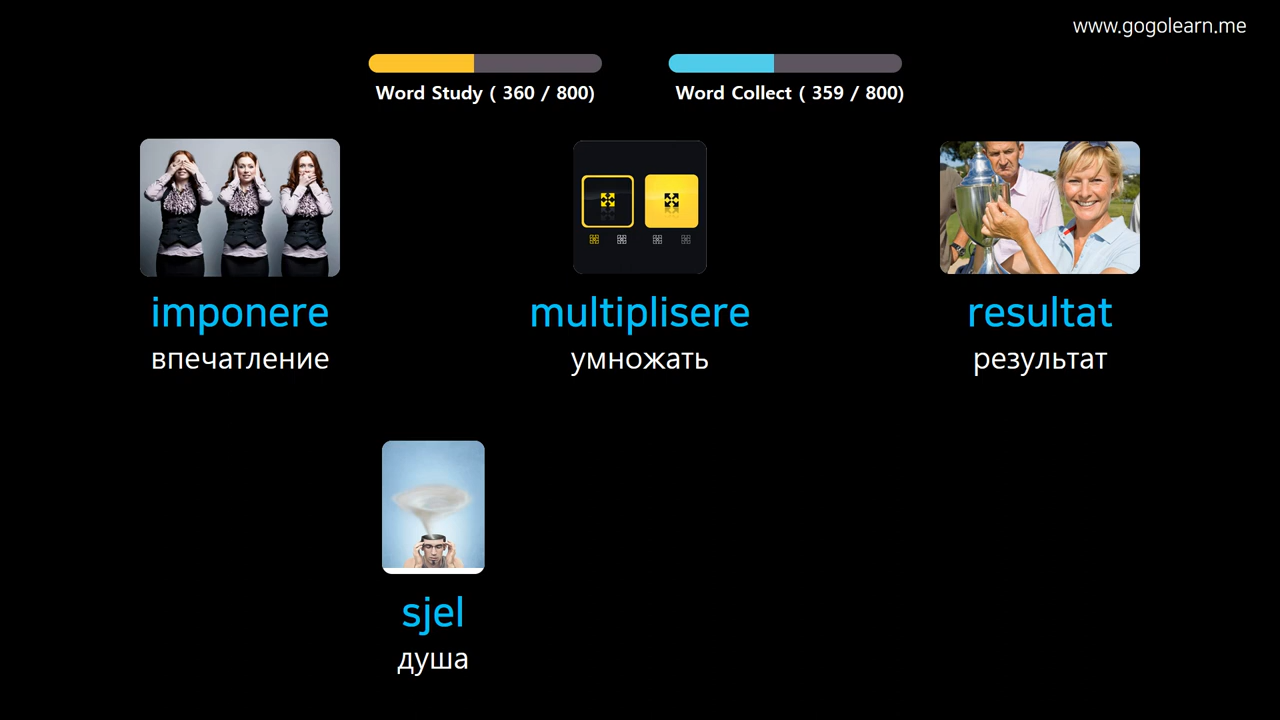 www.gogolearn.me
Word Study ( 360 / 800)
Word Collect ( 359 / 800)
imponere
multiplisere
resultat
впечатление
умножать
результат
sjel
душа